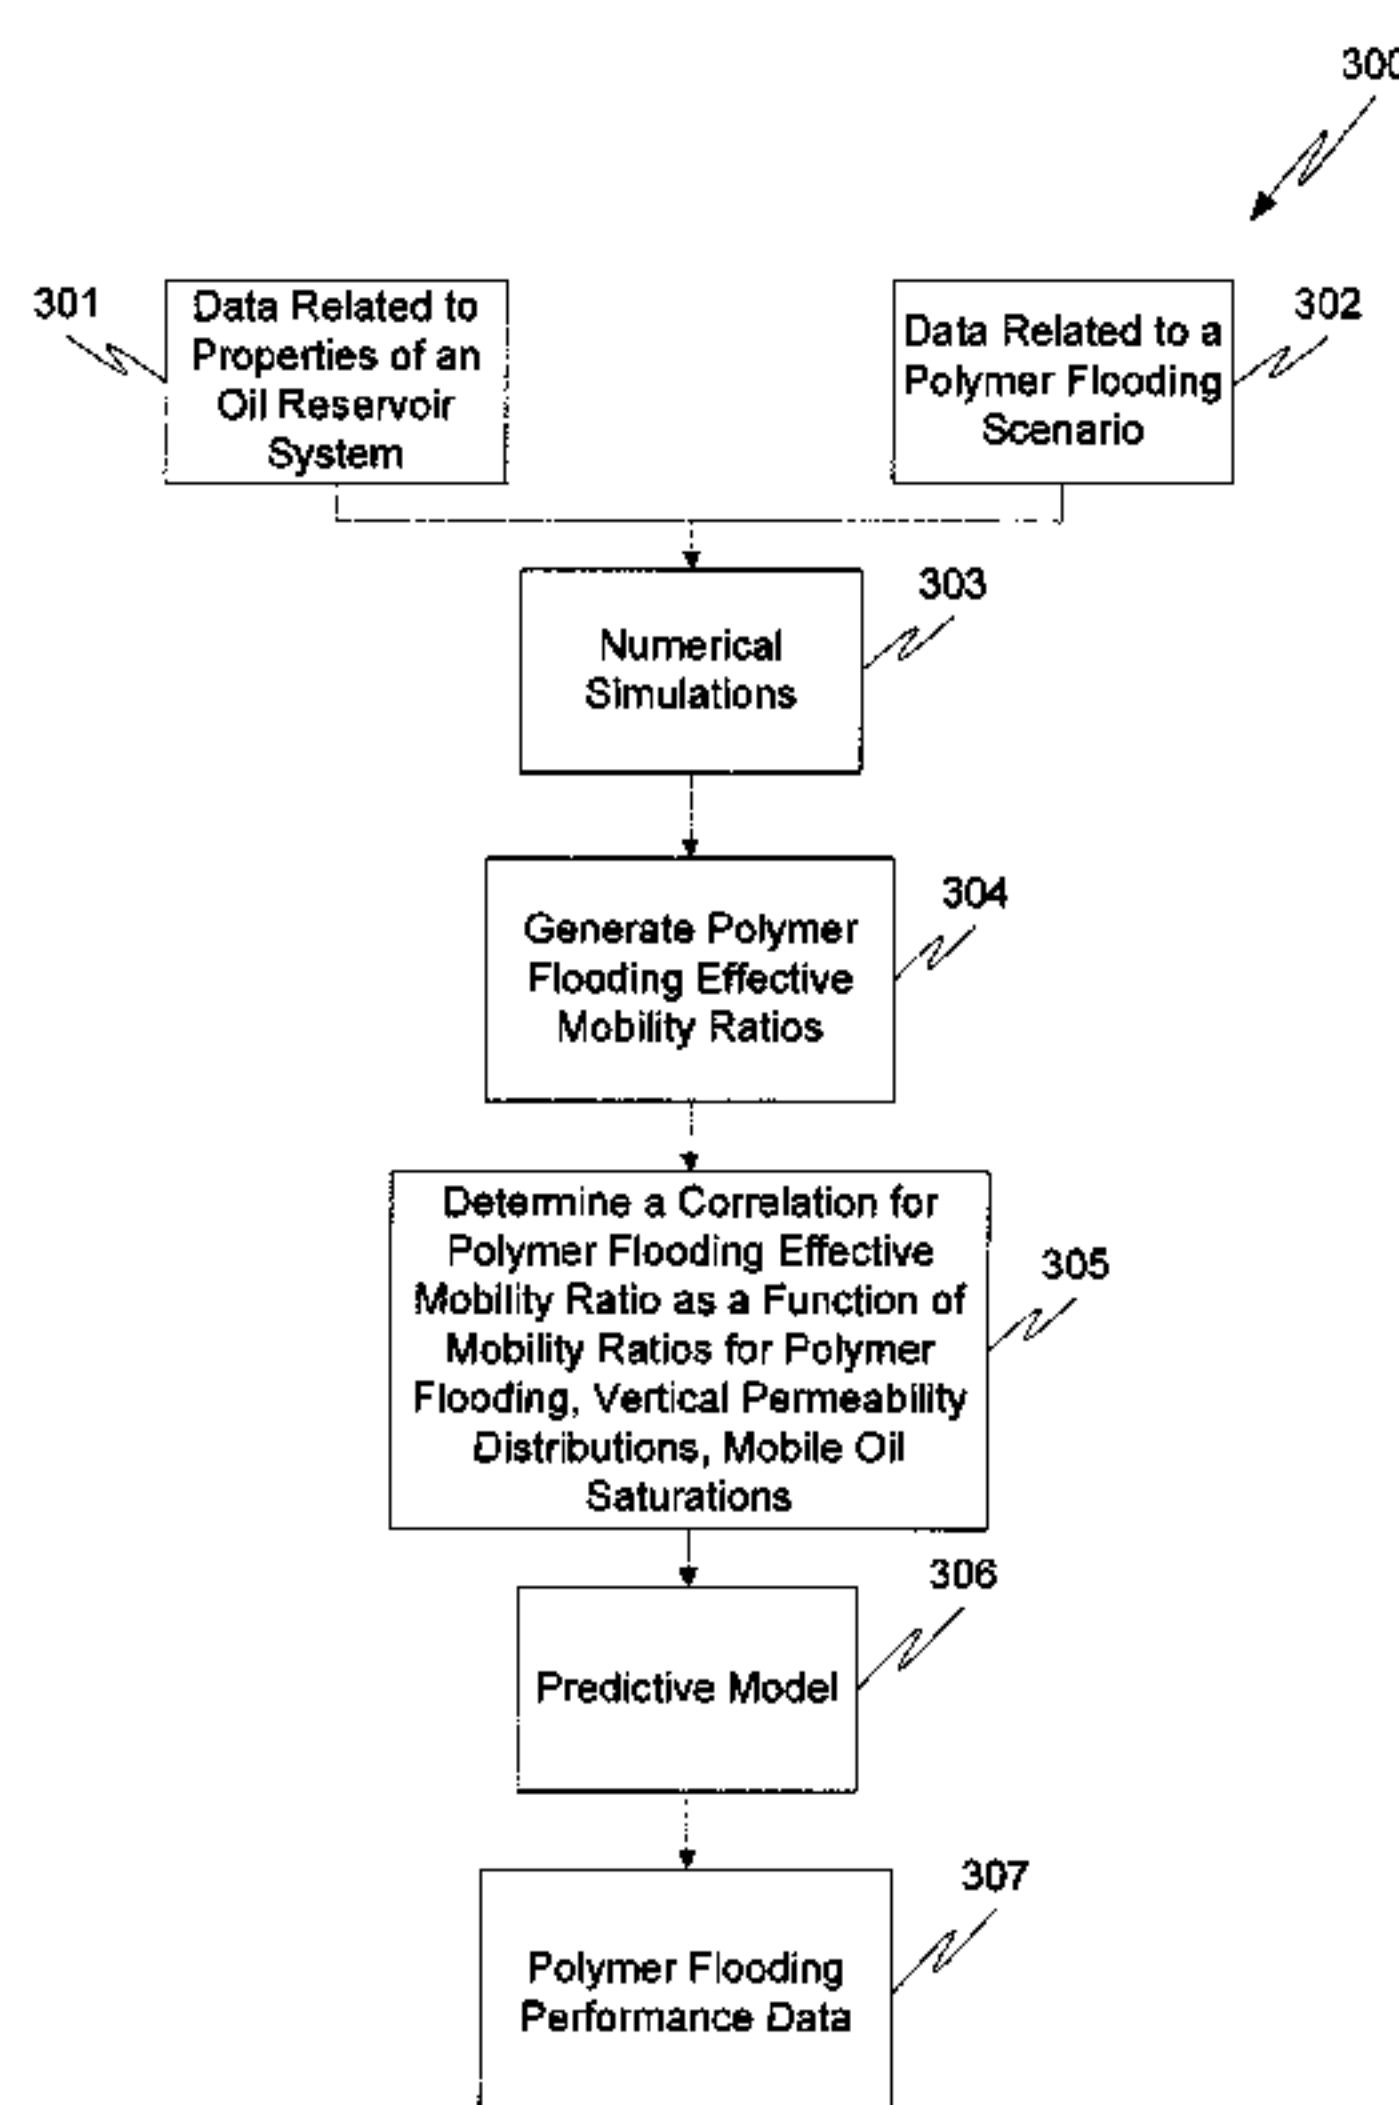 300
301
Data Related to
Properties of an
Oil Reservoir
System
Data Related to a
Polymer Flooding
Scenario
302
Numerical
Simulations
303
Generate Polymer
Flooding Effective
Mobility Ratios
304
Determine a Correlation for
Polymer Flooding Effective
Mobility Ratio as a Function of
Mobility Ratios for Polymer
Flooding, Vertical Permeability
Distributions, Mobile Oil
Saturations
305
Predictive Model
306
Polymer Flooding
Performance Data
307